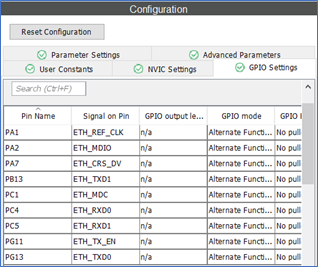 Configuration
Reset Configuration
Parameter Settings Advanced Parameters
User Constants NVIC Settings GPIO Settings
Search (Ctrl+F)
Pin Name Signal on Pin GPIO output le... GPIO mode GPIO
PA1 ETH_REF_CLK n/a Alternate Functi... No pull
PA2 ETH_MDIO n/a Alternate Functi... No pull
PA7 ETH_CRS_DV n/a Alternate Functi... No pull
PB13 ETH_TXD1 n/a Alternate Functi... No pull
PC1 ETH_MDC n/a Alternate Functi... No pull
PC4 ETH_RXD0 n/a Alternate Functi... No pull
PC5 ETH_RXD1 n/a Alternate Functi... No pull
PG11 ETH_TX_EN n/a Alternate Functi... No pull
PG13 ETH_TXD0 n/a Alternate Functi... No pull